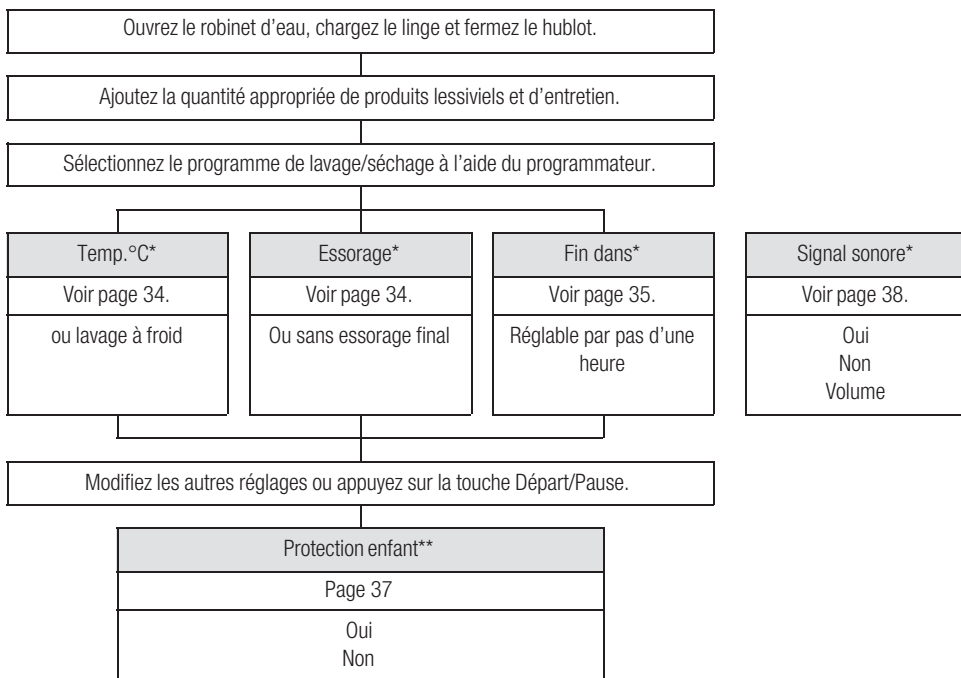 Ouvrez le robinet d’eau, chargez le linge et fermez le hublot.
Ajoutez la quantité appropriée de produits lessiviels et d’entretien.
Sélectionnez le programme de lavage/séchage à l’aide du programmateur.
Temp.°C*
Voir page 34.
ou lavage à froid
Essorage*
Voir page 34.
Ou sans essorage final
Fin dans*
Voir page 35.
Réglable par pas d’une
heure
Signal sonore*
Voir page 38.
Oui
Non
Volume
Modifiez les autres réglages ou appuyez sur la touche Départ/Pause.
Protection enfant**
Page 37
Oui
Non